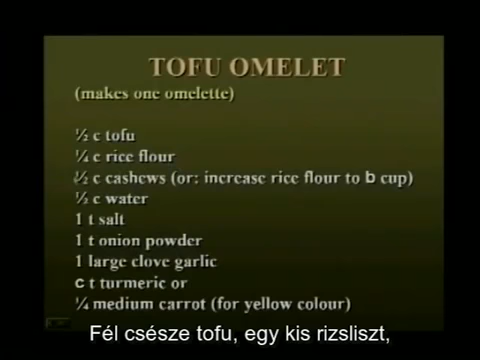 TOFU OMELET
(makes one omelette)
½ c tofu
¼ c rice flour
½ c cashews (or: increase rice flour to b cup)
½ c water
1 t salt
1 t onion powder
1 large clove garlic
c t turmeric or
¼ medium carrot (for yellow colour)
Fél csésze tofu, egy kis rizsliszt,